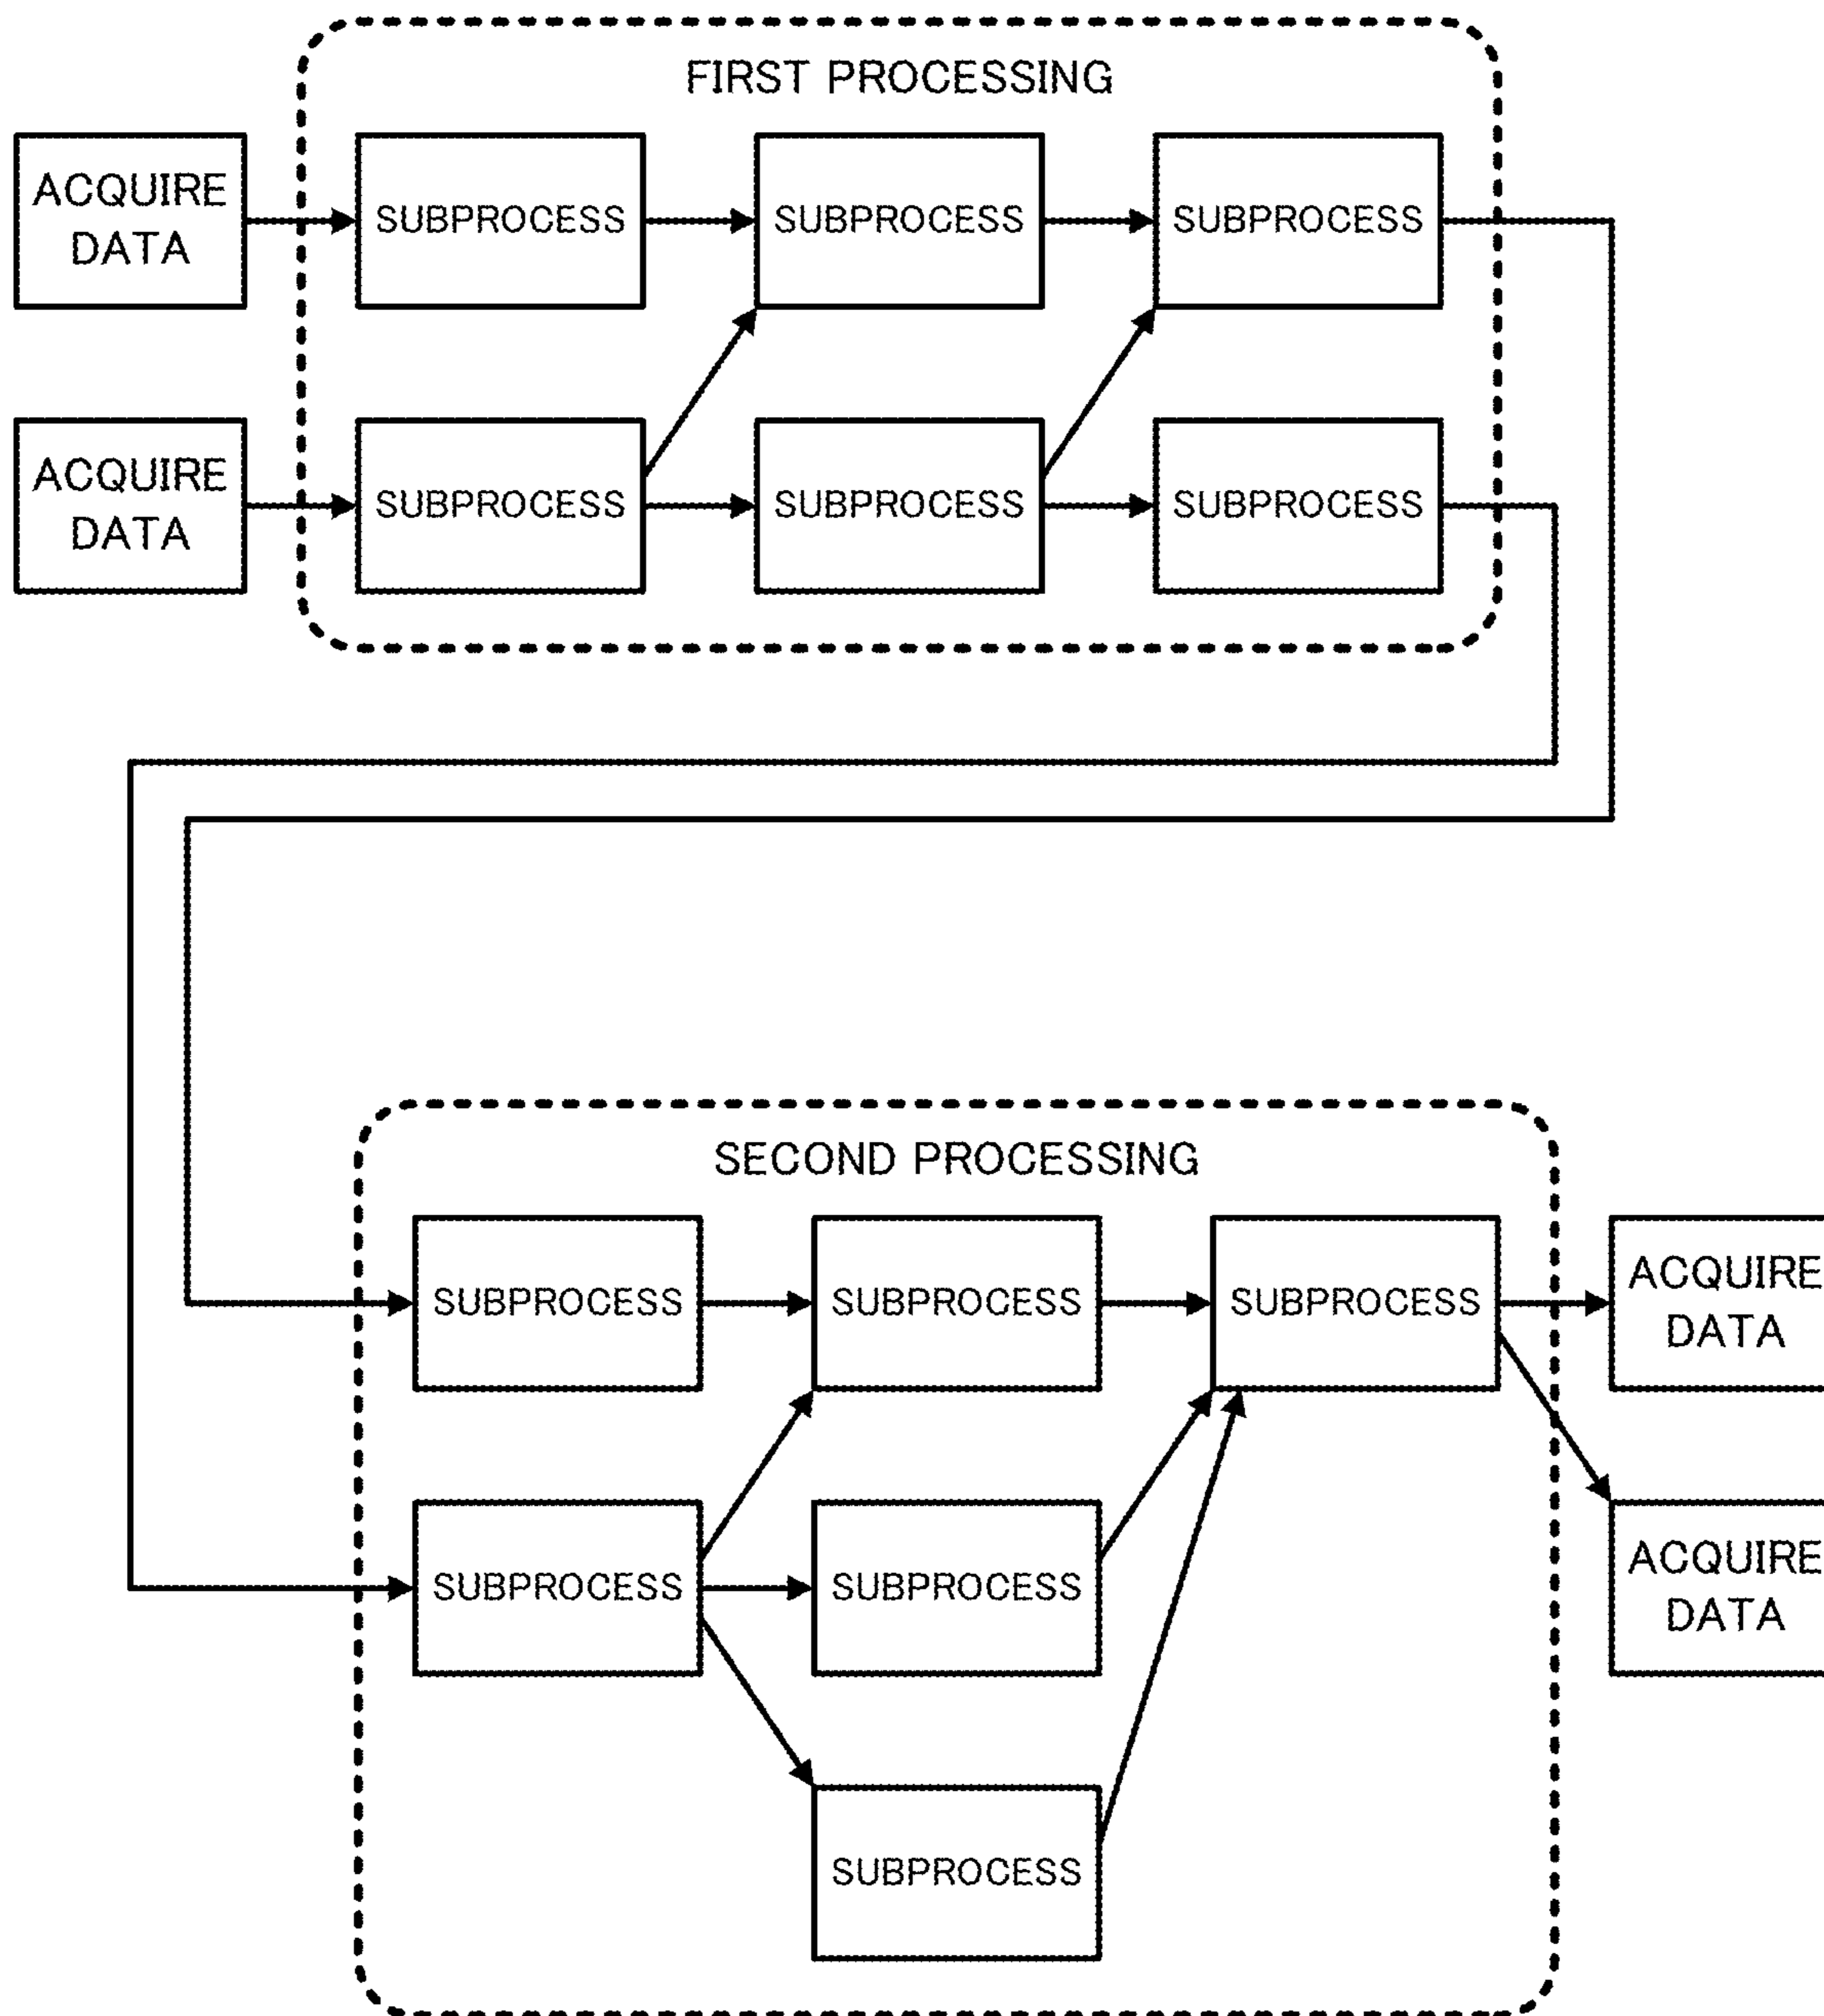 FIRST PROCESSING
ACQUIRE
DATA
SUBPROCESS
SUBPROCESS
SUBPROCESS
ACQUIRE
DATA
SUBPROCESS
SUBPROCESS
SUBPROCESS
SECOND PROCESSING
SUBPROCESS
SUBPROCESS
SUBPROCESS
ACQUIRE
DATA
SUBPROCESS
SUBPROCESS
ACQUIRE
DATA
SUBPROCESS